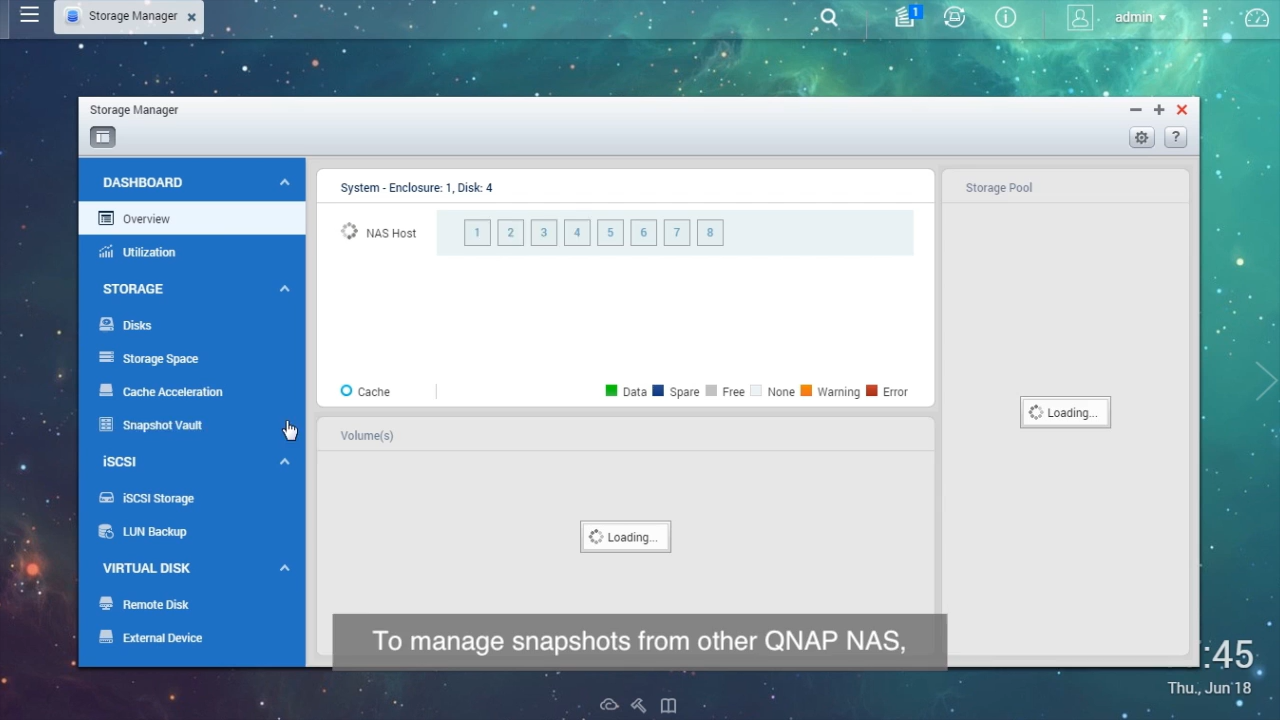 Storage Manager
1
admin
Storage Manager
?
DASHBOARD
Overview
Utilization
STORAGE
Disks
Storage Space
Cache Acceleration
Snapshot Vault
iSCSI
iSCSI Storage
LUN Backup
VIRTUAL DISK
Remote Disk
External Device
System - Enclosure: 1, Disk: 4
NAS Host
1 2 3 4 5 6 7 8
Cache
Data Spare Free None Warning Error
Volume(s)
Loading...
Storage Pool
Loading...
To manage snapshots from other QNAP NAS,
:45
Thu., Jun 18